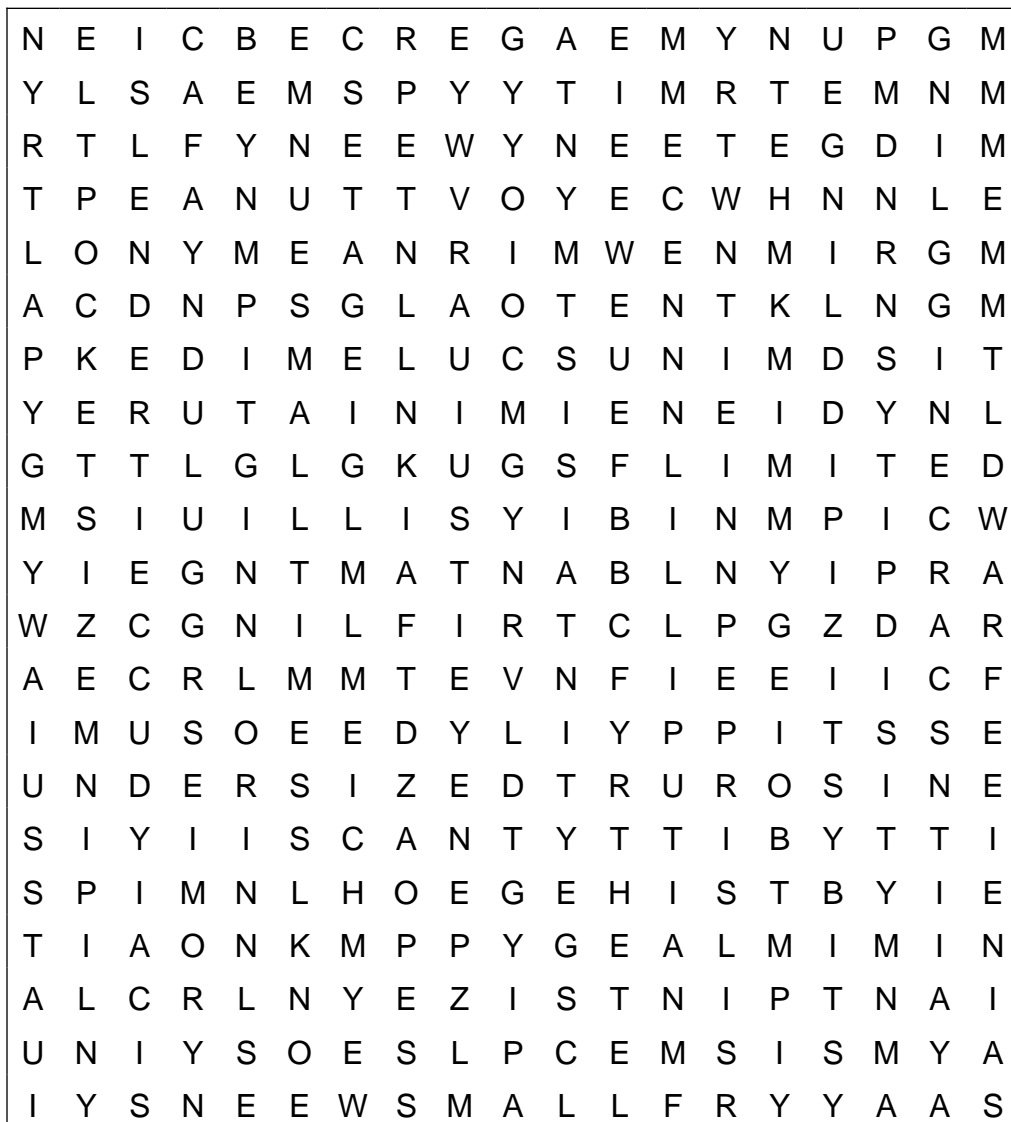 N E I C B E C R E G A E M Y N U P G M
Y L S A E M S P Y Y T I M R T E M N M
R T L F Y N E E W Y N E E T E G D I M
T P E A N U T T V O Y E C W H N N L E
L O N Y M E A N R I M W E N M I R G M
A C D N P S G L A O T E N T K L N G M
P K E D I M E L U C S U N I M D S I T
Y E R U T A I N I M I E N E I D Y N L
G T T L G L G K U G S F L I M I T E D
M S I U I L L I S Y I B I N M P I C W
Y I E G N T M A T N A B L N Y I P R A
W Z C G N I L F I R T C L P G Z D A R
A E C R L M M T E V N F I E E I I C F
I M U S O E E D Y L I Y P P I T S S E
U N D E R S I Z E D T R U R O S I N E
S I Y I I S C A N T Y T T I B Y T T I
S P I M N L H O E G E H I S T B Y I E
T I A O N K M P P Y G E A L M I M I N
A L C R L N Y E Z I S T N I P T N A I
U N I Y S O E S L P C E M S I S M Y A
I Y S N E E W S M A L L F R Y Y A A S